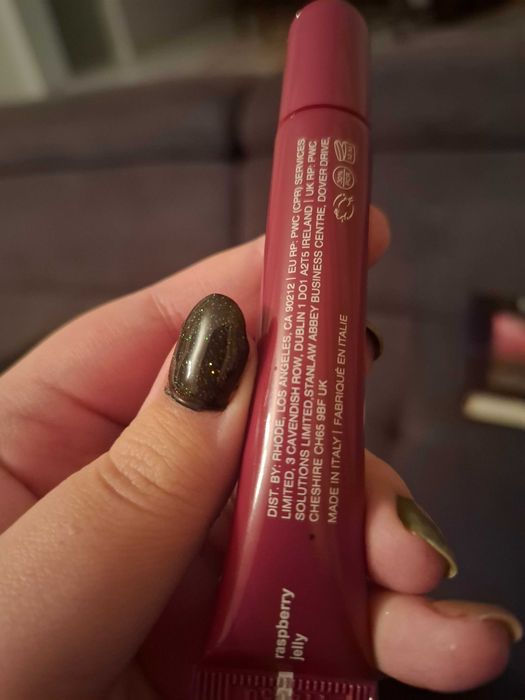 DIST. BY: RHODE, LOS ANGELES, CA 90212 | EU RP: PWC (CPR) SERVICES
LIMITED, 3 CAVENDISH ROW, DUBLIN 1 DO1 A2T5 IRELAND | UK RP: PWC
SOLUTIONS LIMITED,STANLAW ABBEY BUSINESS CENTRE, DOVER DRIVE,
CHESHIRE CH65 9BF UK
MADE IN ITALY | FABRIQUÉ EN ITALIE
raspberry
jelly